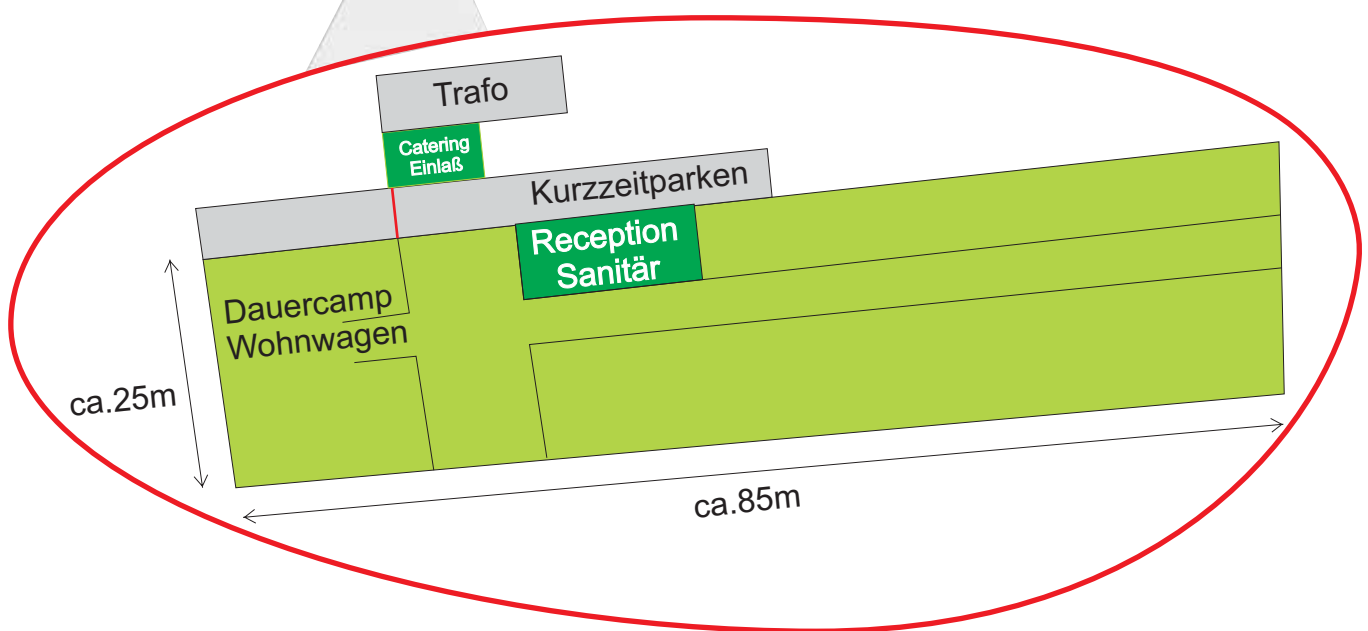 Trafo
Catering
Einlaß
Kurzzeitparken
Reception
Sanitär
Dauercamp
Wohnwagen
ca.25m
ca.85m